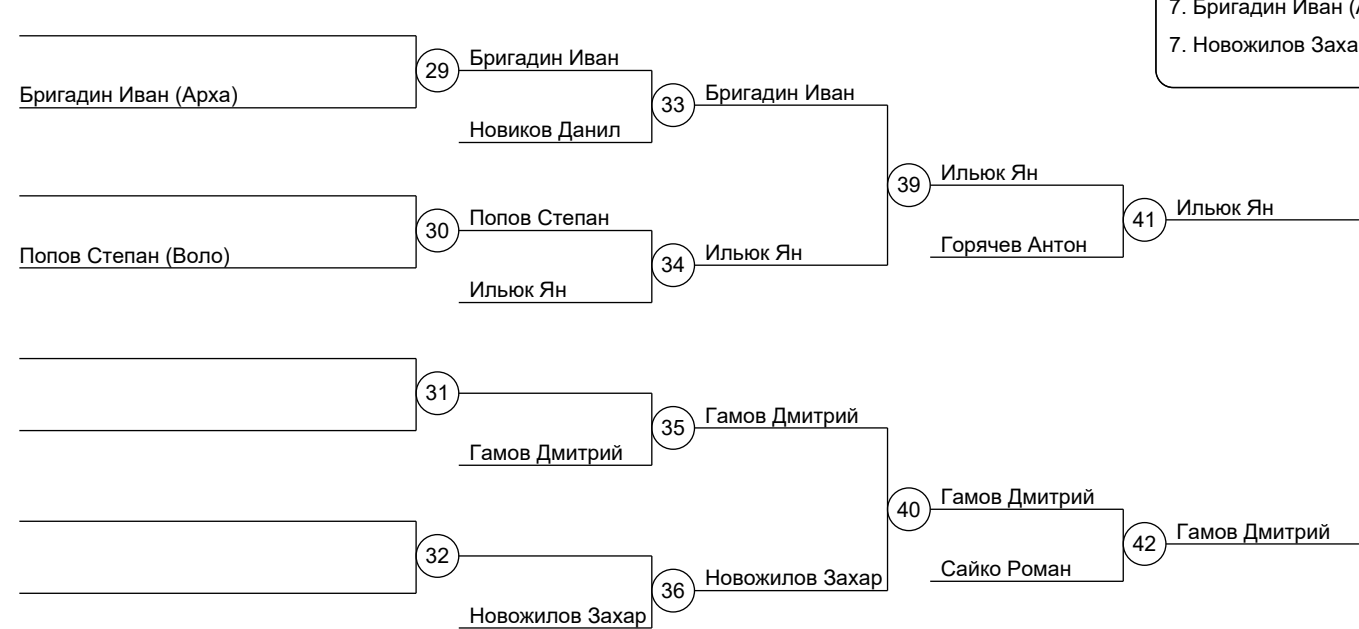 7. Бригадин Иван (А
7. Новожилов Заха
Бригадин Иван (Арха)
29
Бригадин Иван
Новиков Данил
33
Бригадин Иван
Попов Степан (Воло)
30
Попов Степан
Ильюк Ян
34
Ильюк Ян
39
Ильюк Ян
Горячев Антон
41
Ильюк Ян
31
Гамов Дмитрий
35
Гамов Дмитрий
32
Новожилов Захар
36
Новожилов Захар
40
Гамов Дмитрий
Сайко Роман
42
Гамов Дмитрий